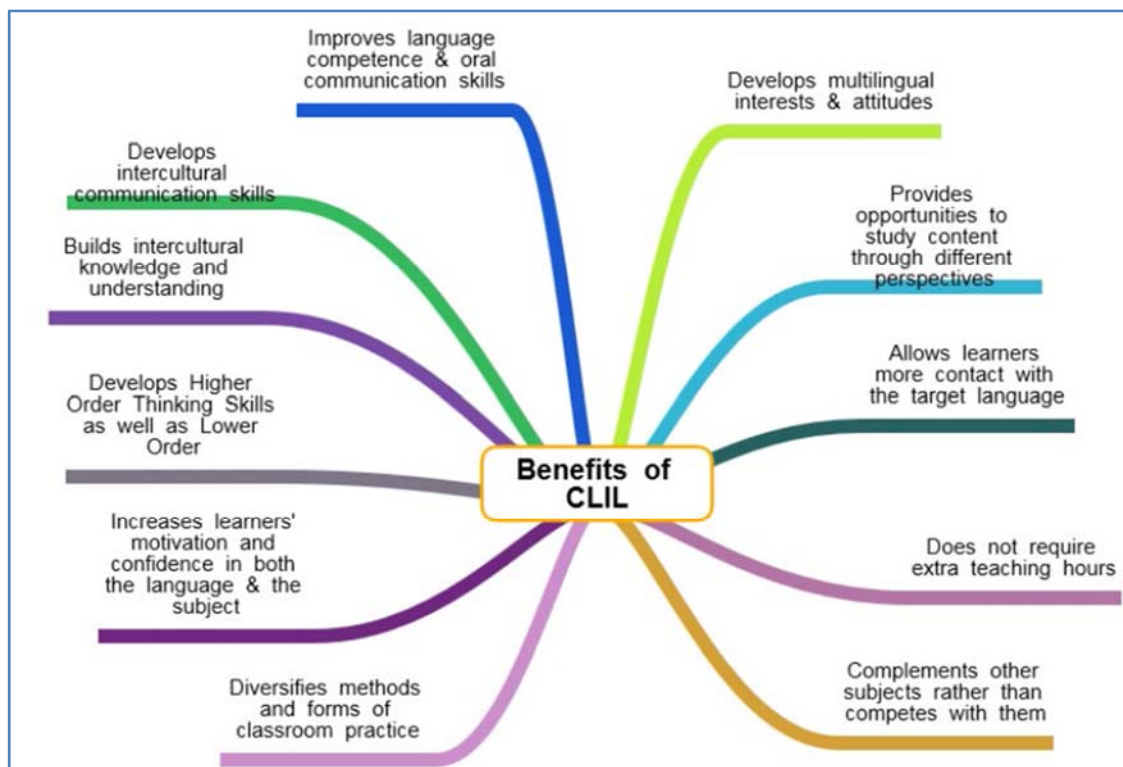 Improves language
competence & oral
communication skills
Develops multilingual
interests & attitudes
Develops
intercultural
communication skills
Provides
opportunities to
study content
through different
perspectives
Builds intercultural
knowledge and
understanding
Allows learners
more contact with
the target language
Develops Higher
Order Thinking Skills
as well as Lower
Order
Benefits of
CLIL
Increases learners'
motivation and
confidence in both
the language & the
subject
Does not require
extra teaching hours
Diversifies methods
and forms of
classroom practice
Complements other
subjects rather than
competes with them